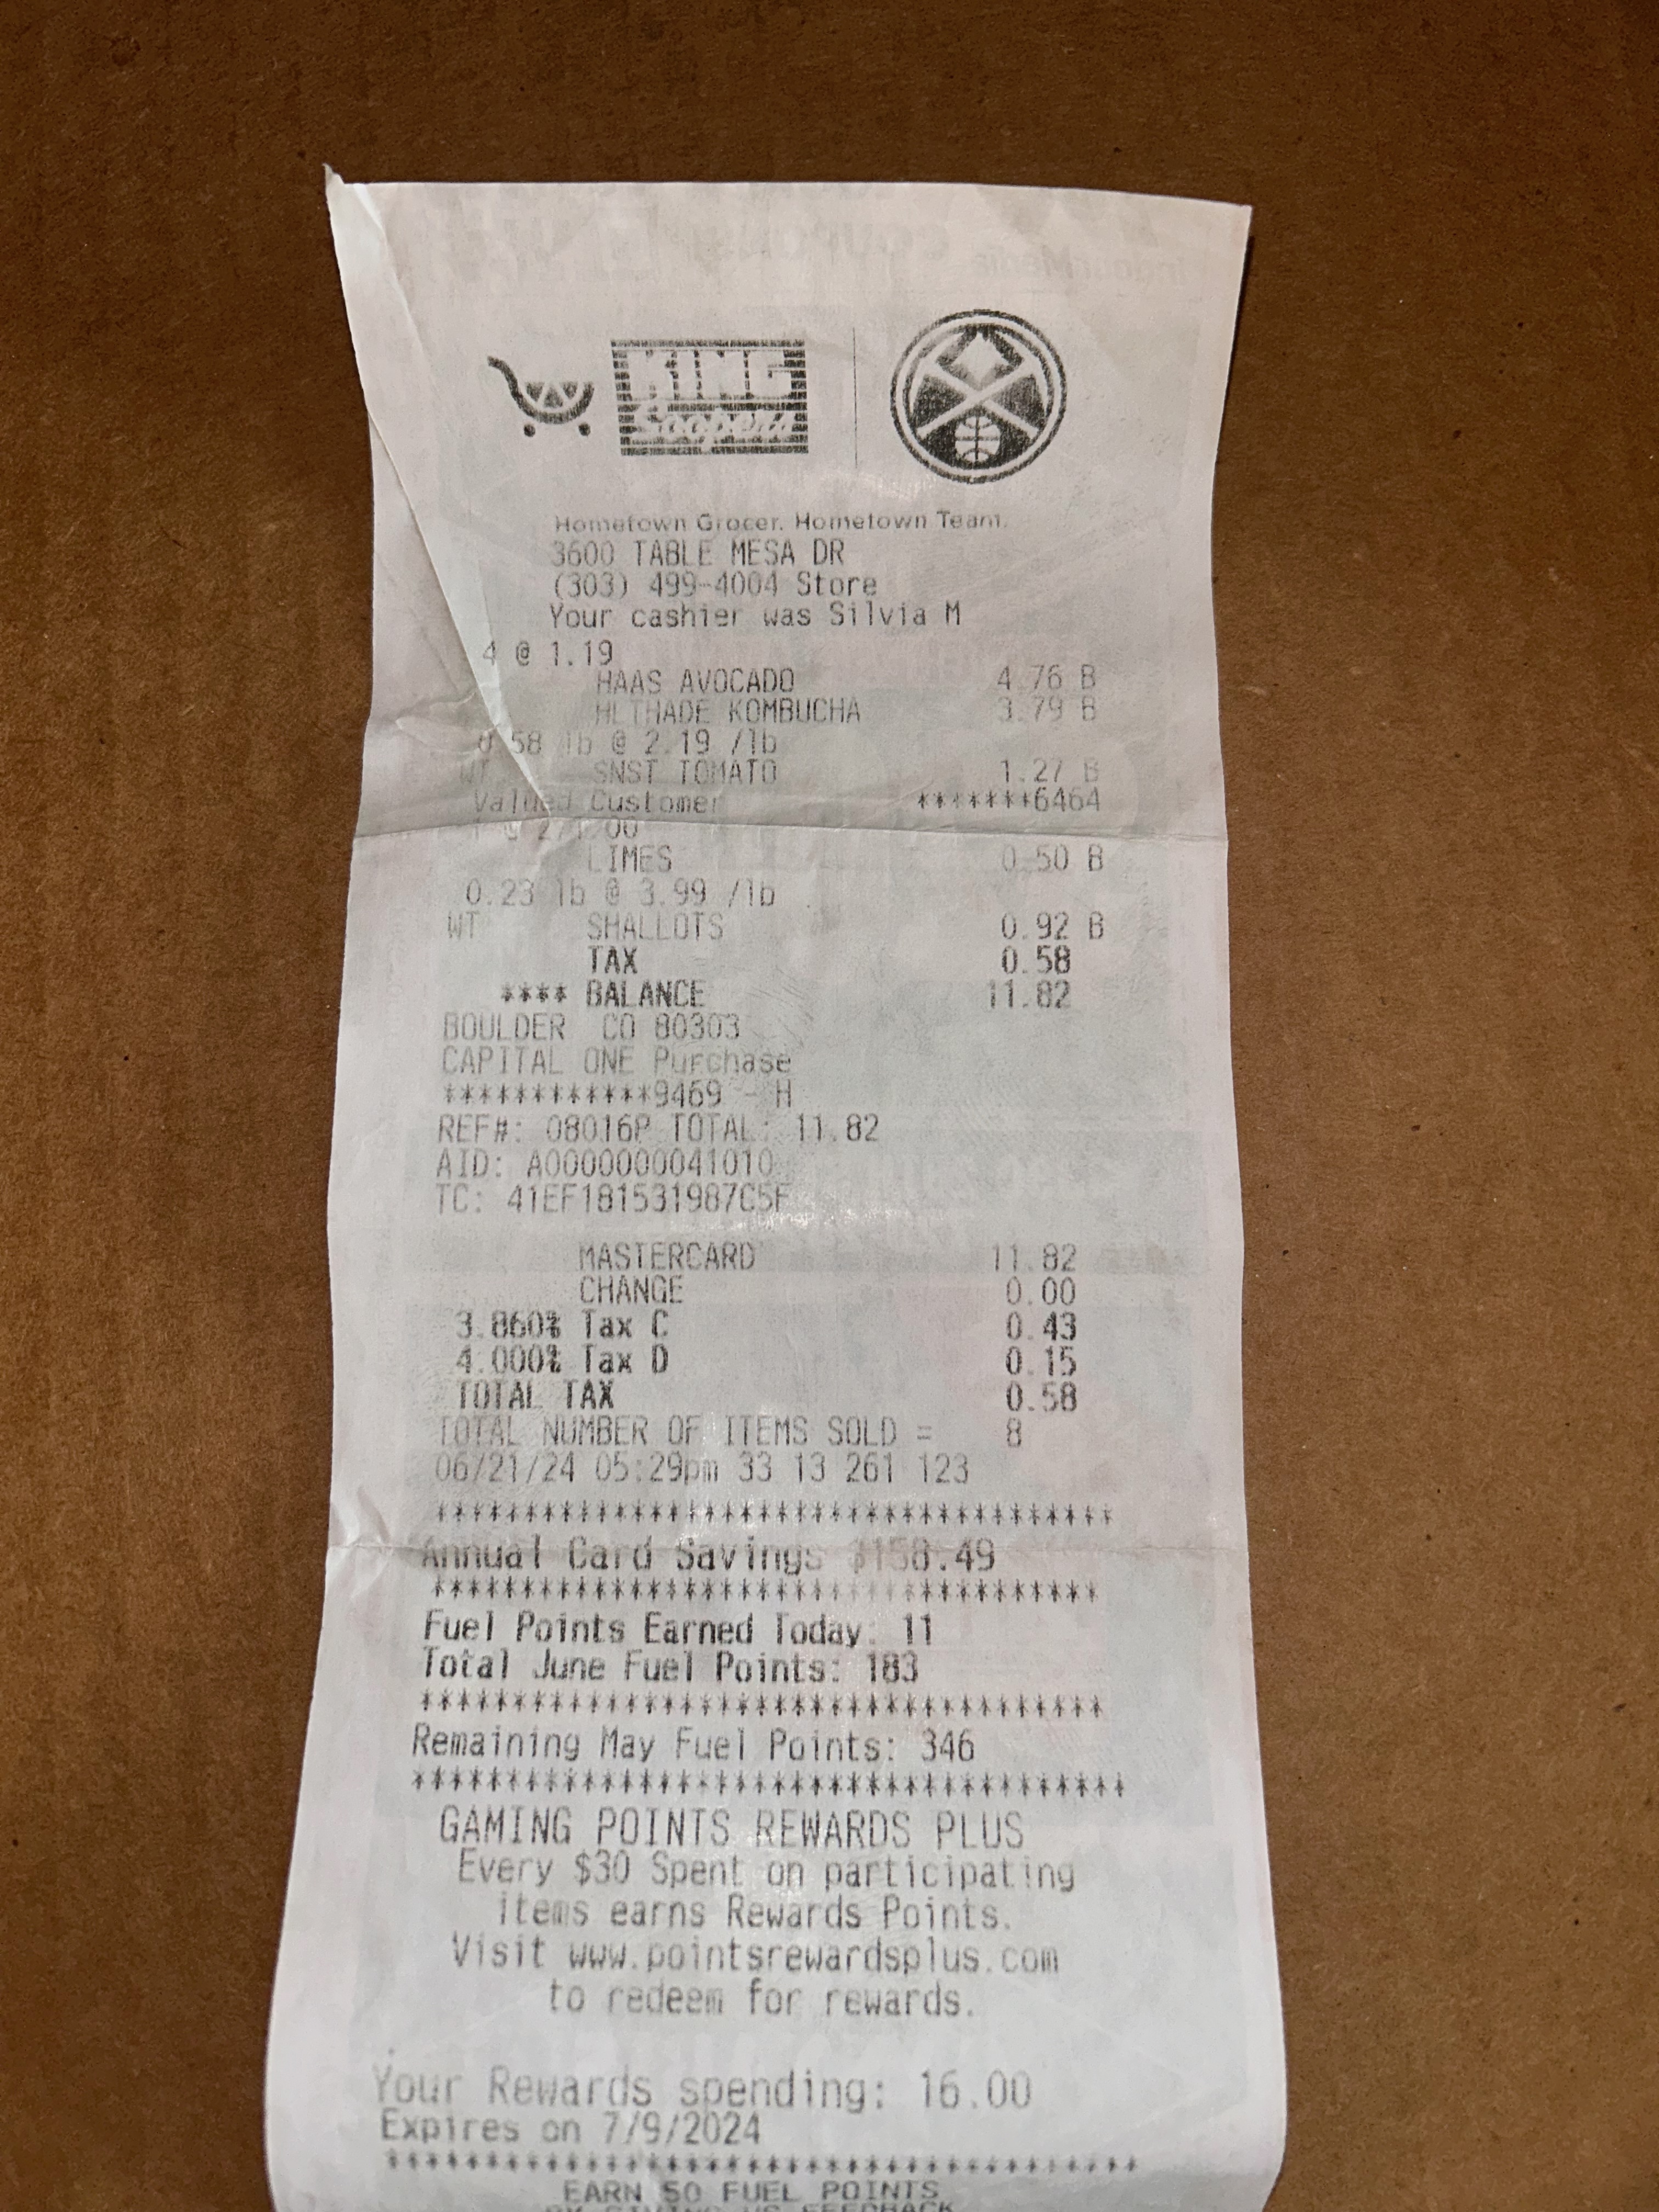 KING
Soopers
Hometown Grocer. Hometown Team.
3600 TABLE MESA DR
(303) 499-4004 Store
Your cashier was Silvia M
4 @ 1.19
HAAS AVOCADO 4.76 B
HLTHADE KOMBUCHA 3.79 B
0.58 lb @ 2.19 /lb
WT SNST TOMATO 1.27 B
Valued Customer *******6464
1 @ 2/1.00
LIMES 0.50 B
0.23 lb @ 3.99 /lb
WT SHALLOTS 0.92 B
TAX 0.58
**** BALANCE 11.82
BOULDER CO 80303
CAPITAL ONE Purchase
************9469 - H
REF#: 08016P TOTAL: 11.82
AID: A0000000041010
TC: 41EF181531987C5F
MASTERCARD 11.82
CHANGE 0.00
3.860% Tax C 0.43
4.000% Tax D 0.15
TOTAL TAX 0.58
TOTAL NUMBER OF ITEMS SOLD = 8
06/21/24 05:29pm 33 13 261 123
************************************
Annual Card Savings $158.49
************************************
Fuel Points Earned Today: 11
Total June Fuel Points: 183
************************************
Remaining May Fuel Points: 346
************************************
GAMING POINTS REWARDS PLUS
Every $30 Spent on participating
items earns Rewards Points.
Visit www.pointsrewardsplus.com
to redeem for rewards.
Your Rewards spending: 16.00
Expires on 7/9/2024
************************************
EARN 50 FUEL POINTS
BY GIVING US FEEDBACK